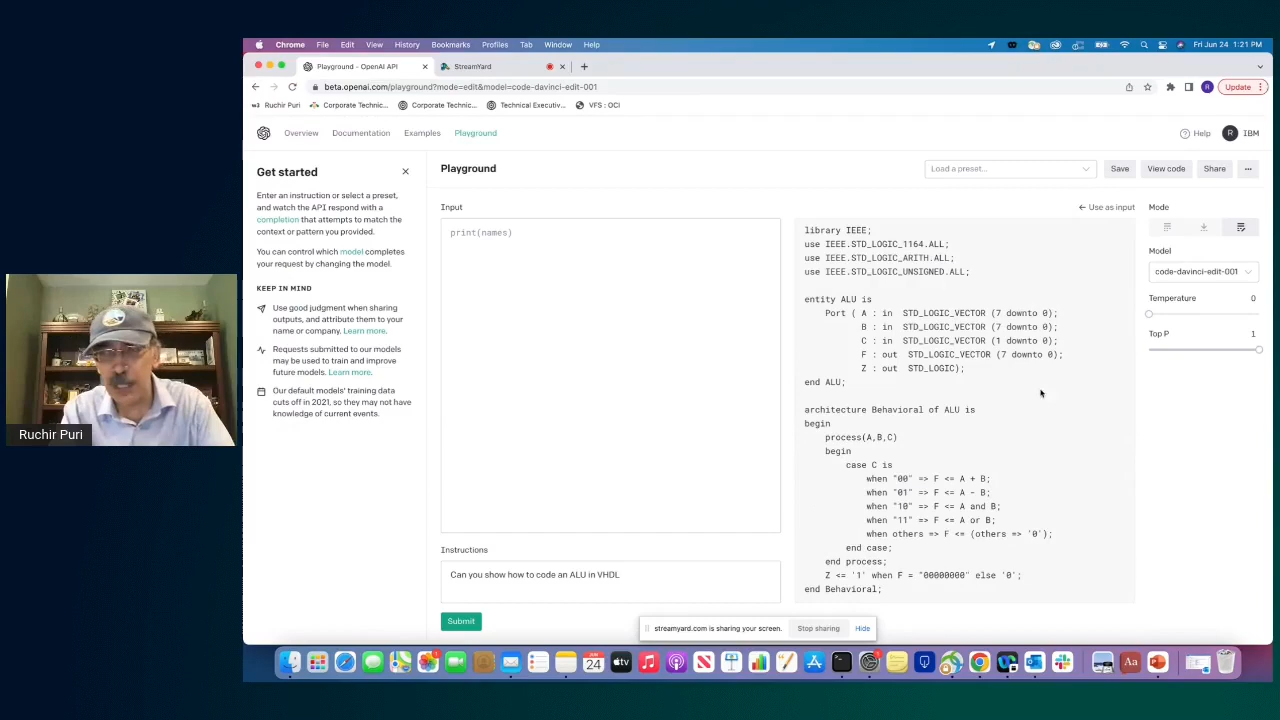 Chrome File Edit View History Bookmarks Profiles Tab Window Help
Fri Jun 24 1:21 PM
Playground - OpenAI API
StreamYard
beta.openai.com/playground?mode=edit&model=code-davinci-edit-001
R
Update
w3 Ruchir Puri
Corporate Technic...
Corporate Technic...
Technical Executiv...
VFS : OCI
Overview Documentation Examples Playground
Help
R IBM
Get started
Enter an instruction or select a preset,
and watch the API respond with a
completion that attempts to match the
context or pattern you provided.
You can control which model completes
your request by changing the model.
KEEP IN MIND
Use good judgment when sharing
outputs, and attribute them to your
name or company. Learn more.
Requests submitted to our models
may be used to train and improve
future models. Learn more.
Our default models' training data
cuts off in 2021, so they may not have
knowledge of current events.
Playground
Load a preset...
Save
View code
Share
...
Input
print(names)
Instructions
Can you show how to code an ALU in VHDL
Submit
← Use as input
library IEEE;
use IEEE.STD_LOGIC_1164.ALL;
use IEEE.STD_LOGIC_ARITH.ALL;
use IEEE.STD_LOGIC_UNSIGNED.ALL;
entity ALU is
Port ( A : in  STD_LOGIC_VECTOR (7 downto 0);
B : in  STD_LOGIC_VECTOR (7 downto 0);
C : in  STD_LOGIC_VECTOR (1 downto 0);
F : out  STD_LOGIC_VECTOR (7 downto 0);
Z : out  STD_LOGIC);
end ALU;
architecture Behavioral of ALU is
begin
process(A,B,C)
begin
case C is
when "00" => F <= A + B;
when "01" => F <= A - B;
when "10" => F <= A and B;
when "11" => F <= A or B;
when others => F <= (others => '0');
end case;
end process;
Z <= '1' when F = "00000000" else '0';
end Behavioral;
Mode
Model
code-davinci-edit-001
Temperature 0
Top P 1
streamyard.com is sharing your screen.
Stop sharing
Hide
Ruchir Puri
JUN
24
tv
Aa